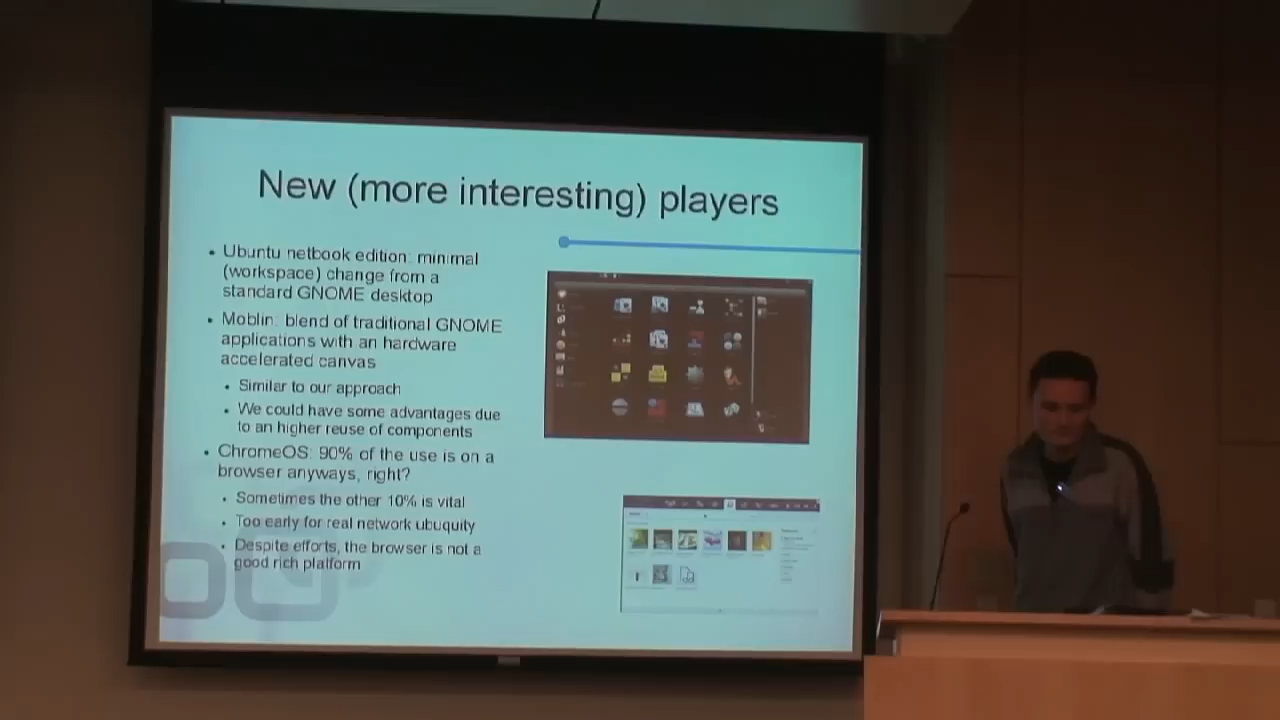 New (more interesting) players
• Ubuntu netbook edition: minimal
(workspace) change from a
standard GNOME desktop
• Moblin: blend of traditional GNOME
applications with an hardware
accelerated canvas
• Similar to our approach
• We could have some advantages due
to an higher reuse of components
• ChromeOS: 90% of the use is on a
browser anyways, right?
• Sometimes the other 10% is vital
• Too early for real network ubuquity
• Despite efforts, the browser is not a
good rich platform